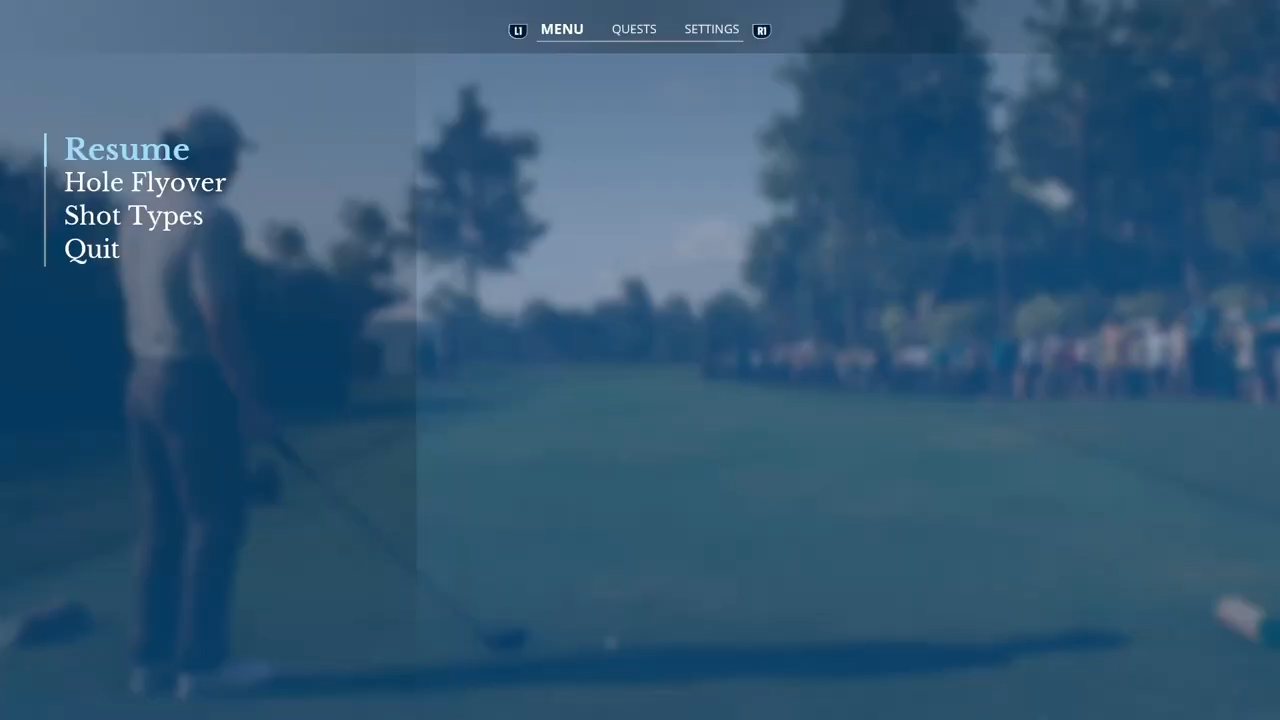 L1 MENU QUESTS SETTINGS R1
Resume
Hole Flyover
Shot Types
Quit